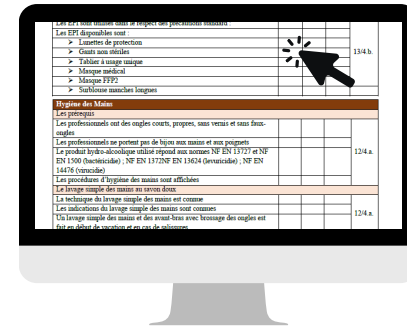 Les EPI sont utilisés dans le respect des précautions standard :
Les EPI disponibles sont :
➤ Lunettes de protection
➤ Gants non stériles
➤ Tablier à usage unique
➤ Masque médical
➤ Masque FFP2
➤ Surblouse manches longues
13/4.b.
Hygiène des Mains
Les prérequis
Les professionnels ont des ongles courts, propres, sans vernis et sans faux-
ongles
Les professionnels ne portent pas de bijou aux mains et aux poignets
Le produit hydro-alcoolique utilisé répond aux normes NF EN 13727 et NF
EN 1500 (bactéricidie) ; NF EN 1372NF EN 13624 (levuricidie) ; NF EN
14476 (virucidie)
Les procédures d'hygiène des mains sont affichées
12/4.a.
Le lavage simple des mains au savon doux
La technique du lavage simple des mains est connue
Les indications du lavage simple des mains sont connues
Un lavage simple des mains et des avant-bras avec brossage des ongles est
fait en début de vacation et en cas de salissures
12/4.a.